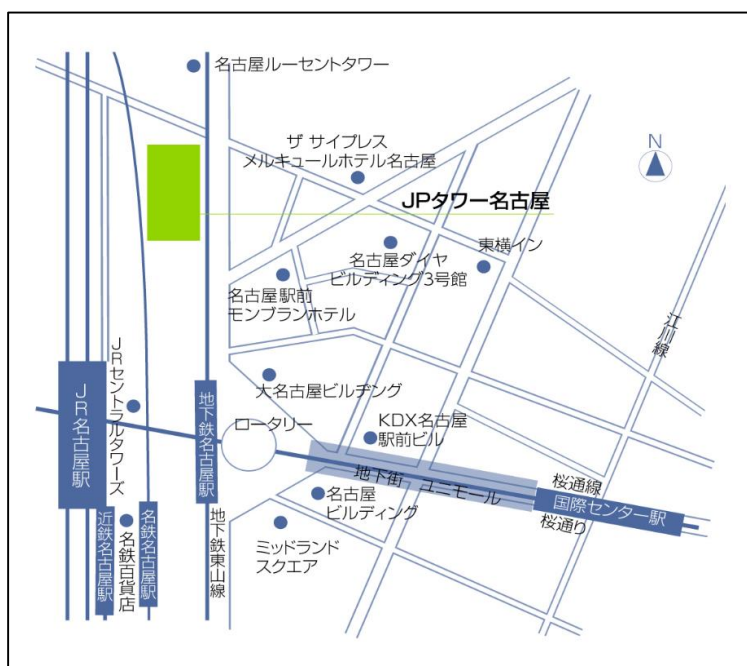 名古屋ルーセントタワー
ザ サイプレス
メルキュールホテル名古屋
N
JPタワー名古屋
東横イン
名古屋ダイヤ
ビルディング3号館
名古屋駅前
モンブランホテル
江川線
JRセントラルタワーズ
大名古屋ビルヂング
JR名古屋駅
地下鉄名古屋駅
ロータリー
KDX名古屋
駅前ビル
地下街 ユニモール
桜通線
国際センター駅
桜通り
名古屋
ビルディング
ミッドランド
スクエア
近鉄名古屋駅
名鉄百貨店
名鉄名古屋駅
地下鉄東山線